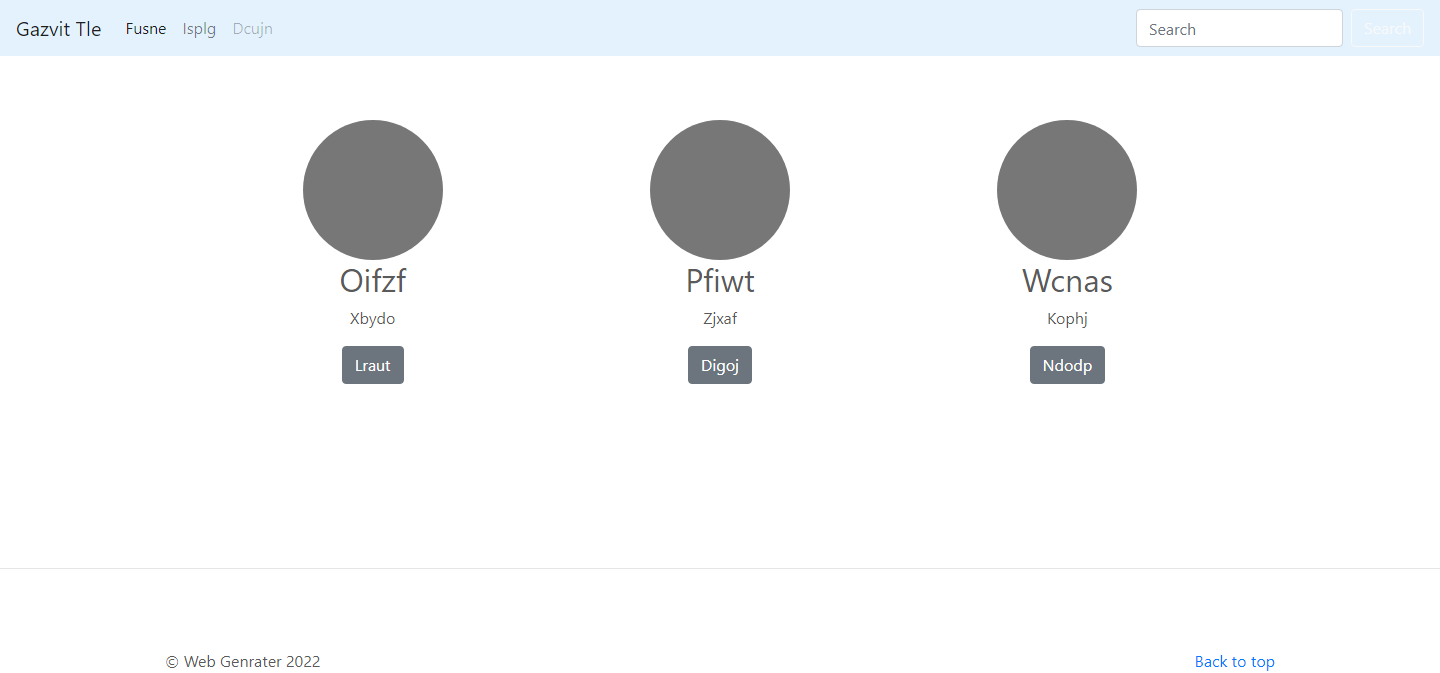 Gazvit Tle Fusne Isplg Dcujn Search Search
Oifzf Pfiwt Wcnas
Xbydo Zjxaf Kophj
Lraut Digoj Ndodp
© Web Genrater 2022 Back to top